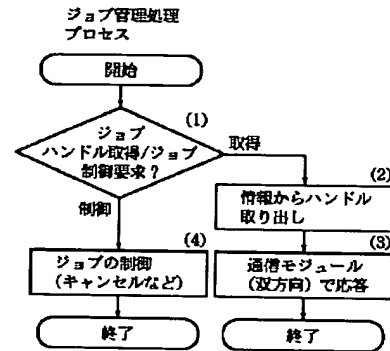 ジョブ管理処理
プロセス
開始
(1)
ジョブ
ハンドル取得/ジョブ
制御要求?
取得
制御
(2)
情報からハンドル
取り出し
(4)
ジョブの制御
(キャンセルなど)
(3)
通信モジュール
(双方向)で応答
終了
終了